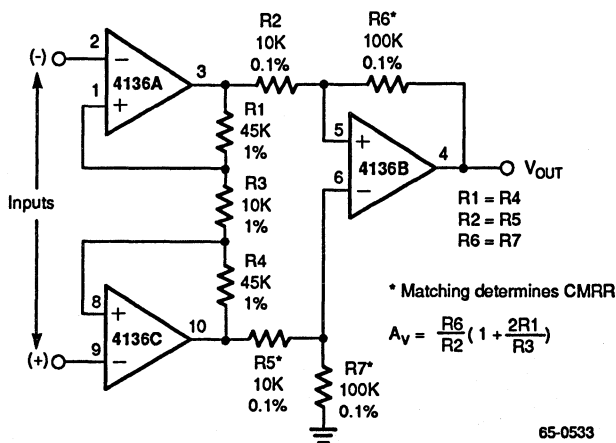 R2
10K
0.1%
R6*
100K
0.1%
(-)
2
−
4136A
3
1
+
R1
45K
1%
5
+
4136B
4
6
−
VOUT
Inputs
R3
10K
1%
R1 = R4
R2 = R5
R6 = R7
8
+
4136C
10
9
−
(+)
R4
45K
1%
R5*
10K
0.1%
R7*
100K
0.1%
* Matching determines CMRR
AV = R6/R2 ( 1 + 2R1/R3 )
65-0533